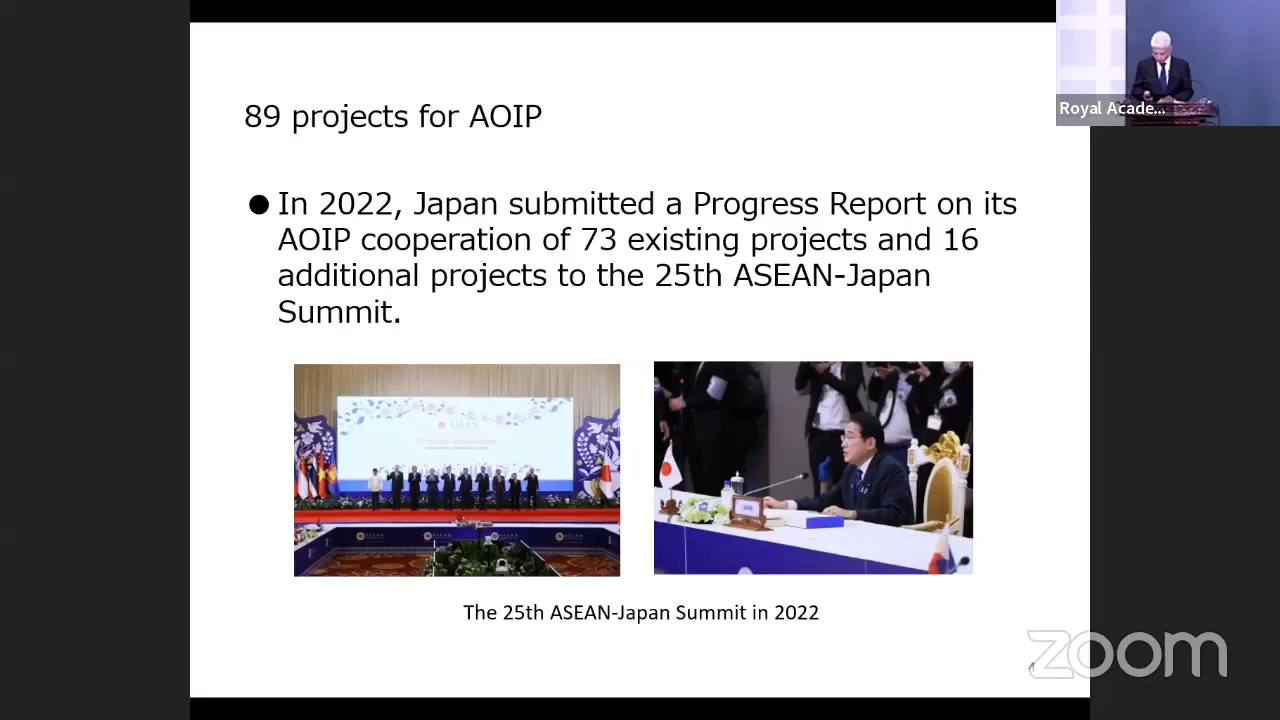 Royal Acade...
89 projects for AOIP
● In 2022, Japan submitted a Progress Report on its
AOIP cooperation of 73 existing projects and 16
additional projects to the 25th ASEAN-Japan
Summit.
ASEAN
The 25th ASEAN-Japan Summit in 2022
zoom